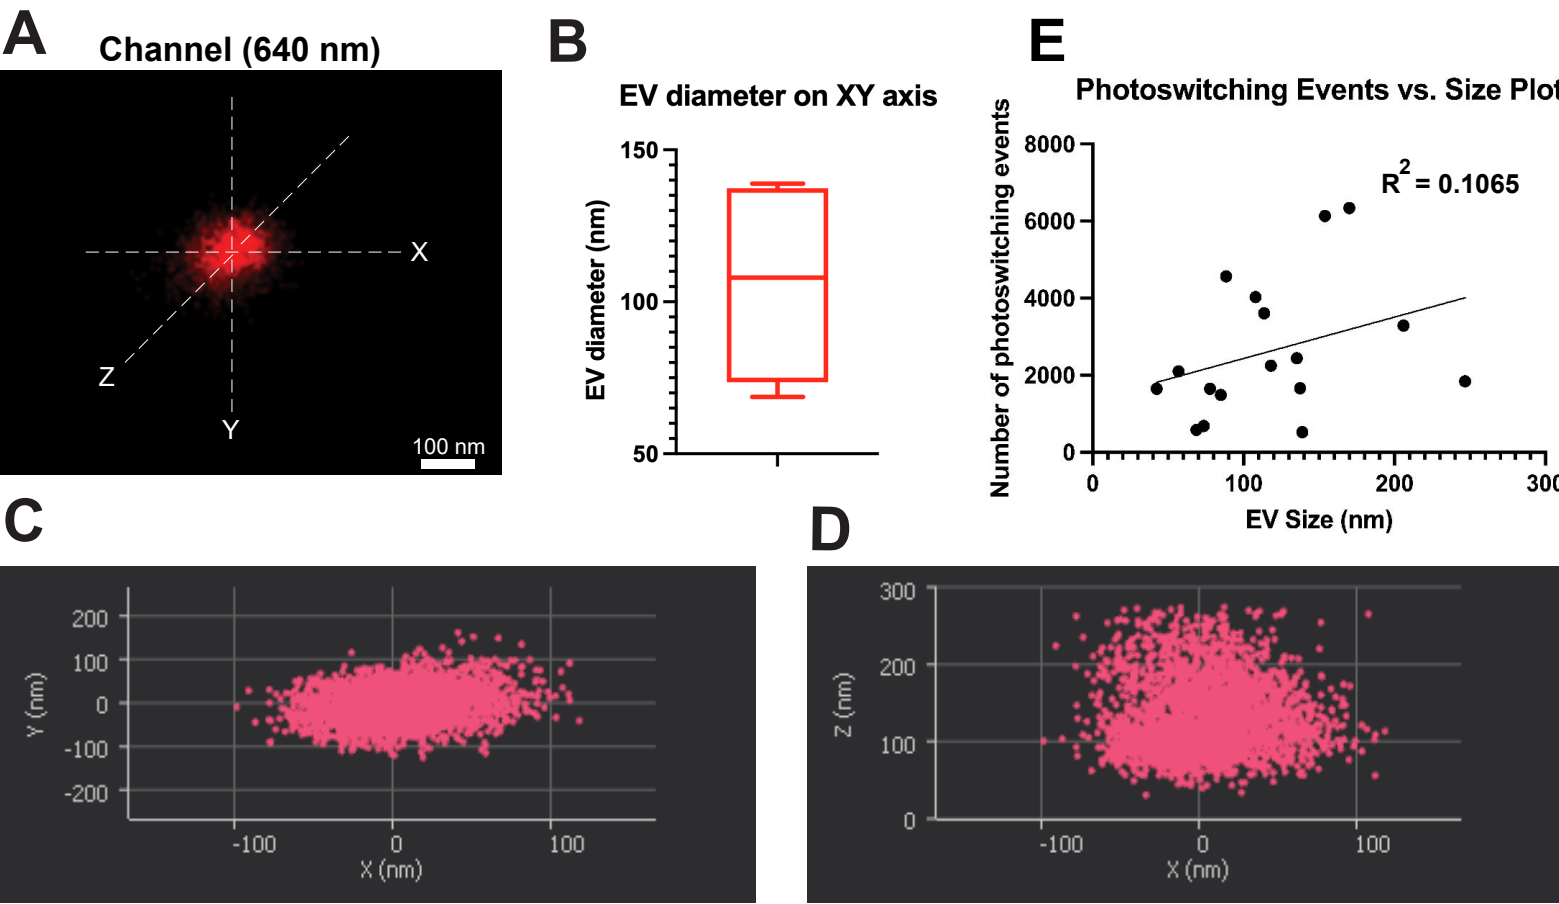 A
Channel (640 nm)
X
Z
Y
100 nm
B
EV diameter on XY axis
EV diameter (nm)
150
100
50
E
Photoswitching Events vs. Size Plot
Number of photoswitching events
8000
6000
4000
2000
0
R2 = 0.1065
0 100 200 300
EV Size (nm)
C
Y (nm)
200
100
0
-100
-200
-100 0 100
X (nm)
D
Z (nm)
300
200
100
0
-100 0 100
X (nm)